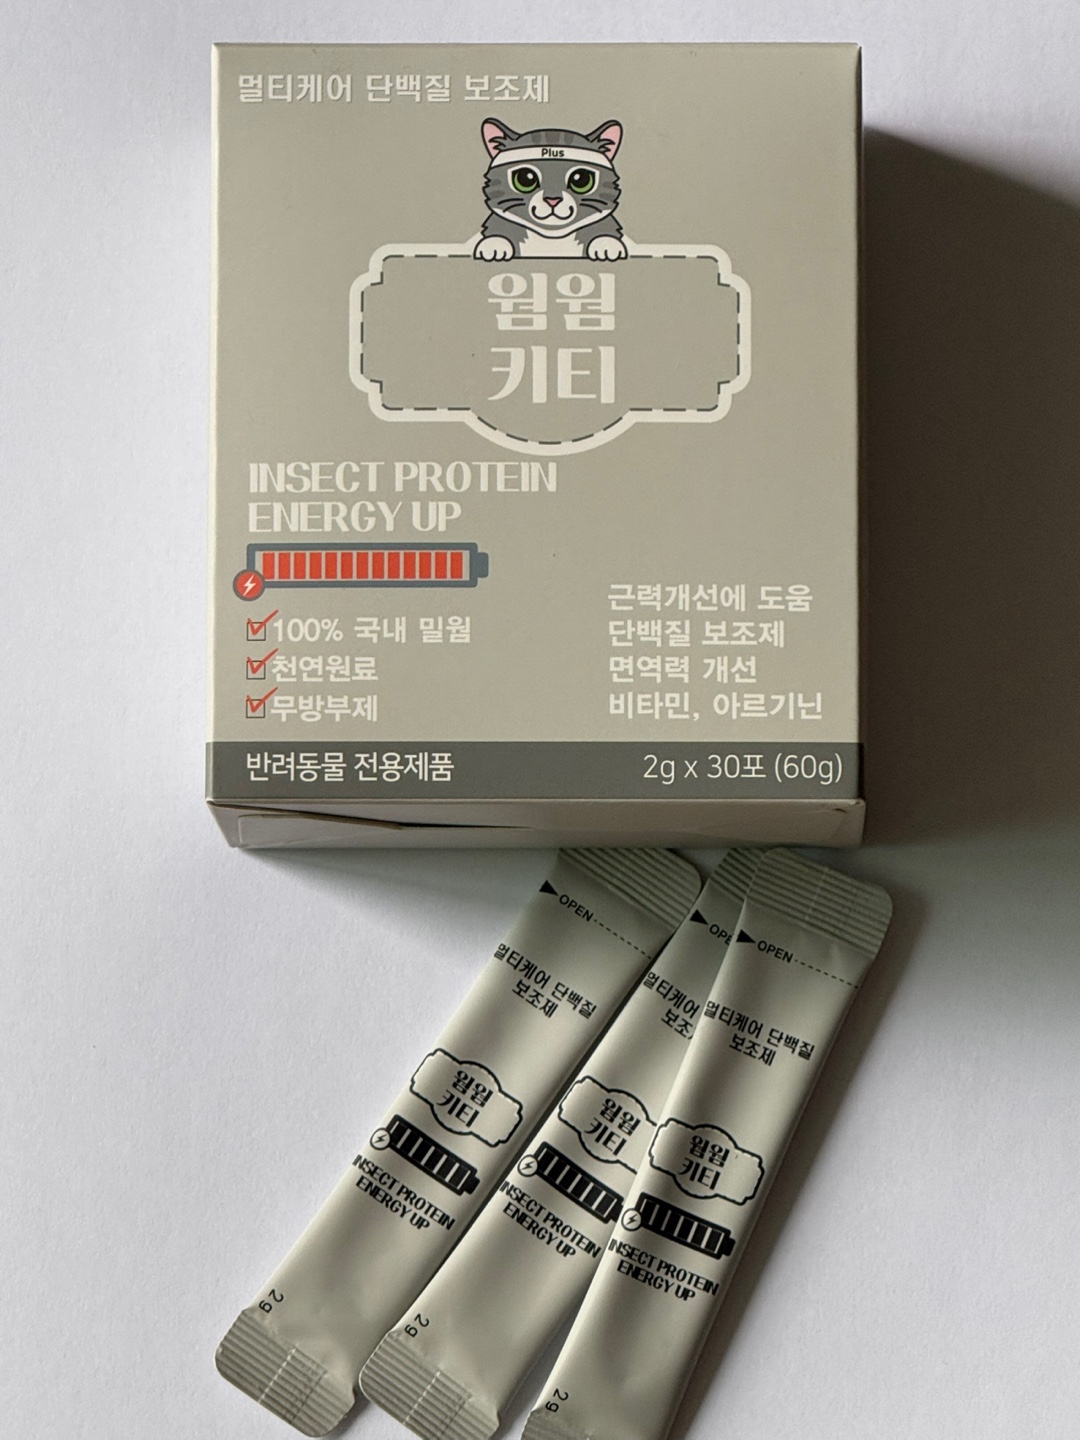 멀티케어 단백질 보조제
Plus
웜웜
키티
INSECT PROTEIN
ENERGY UP
100% 국내 밀웜
천연원료
무방부제
근력개선에 도움
단백질 보조제
면역력 개선
비타민, 아르기닌
반려동물 전용제품
2g x 30포 (60g)
OPEN
멀티케어 단백질
보조제
웜웜
키티
INSECT PROTEIN
ENERGY UP
2g
OPE
멀티케어
보조
웜웜
키티
INSECT PROTEIN
ENERGY UP
2g
OPEN
멀티케어 단백질
보조제
웜웜
키티
INSECT PROTEIN
ENERGY UP
2g